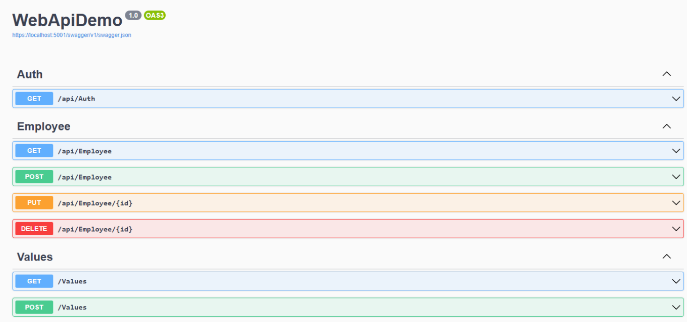 WebApiDemo 1.0 OAS3
https://localhost:5001/swagger/v1/swagger.json
Auth
GET /api/Auth
Employee
GET /api/Employee
POST /api/Employee
PUT /api/Employee/{id}
DELETE /api/Employee/{id}
Values
GET /Values
POST /Values